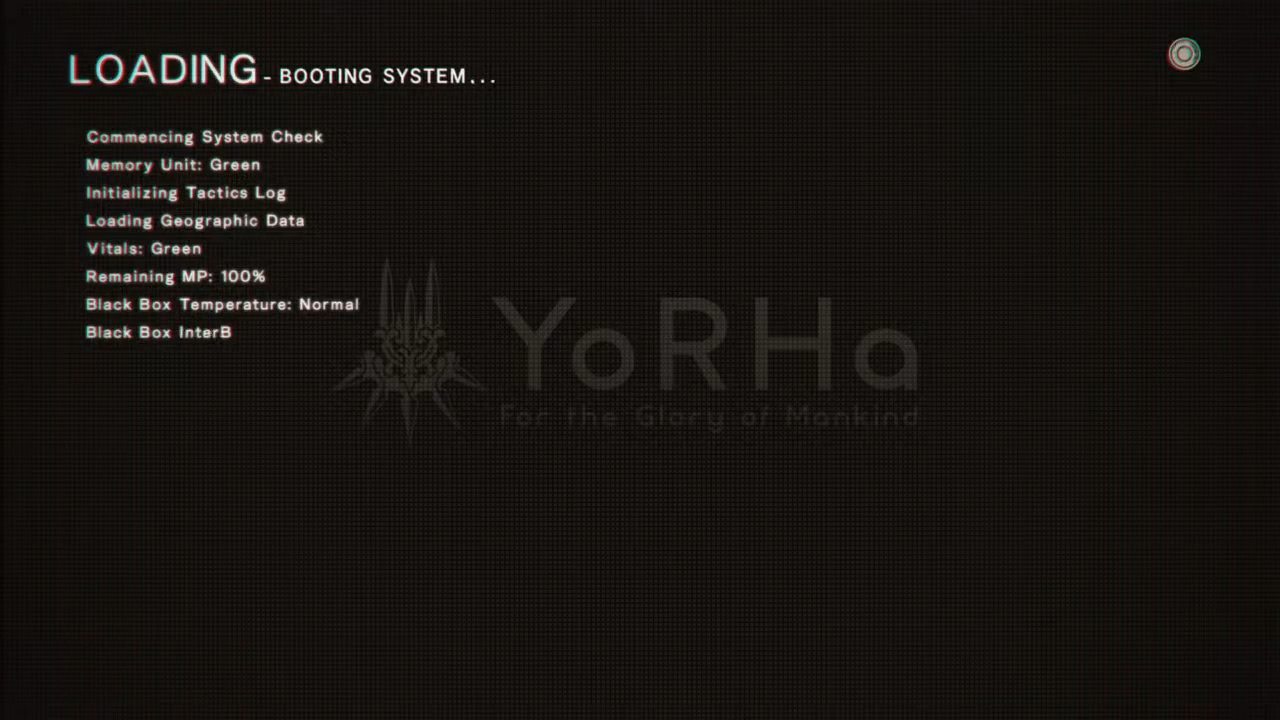 LOADING - BOOTING SYSTEM...
Commencing System Check
Memory Unit: Green
Initializing Tactics Log
Loading Geographic Data
Vitals: Green
Remaining MP: 100%
Black Box Temperature: Normal
Black Box InterB
YoRHa
For the Glory of Mankind